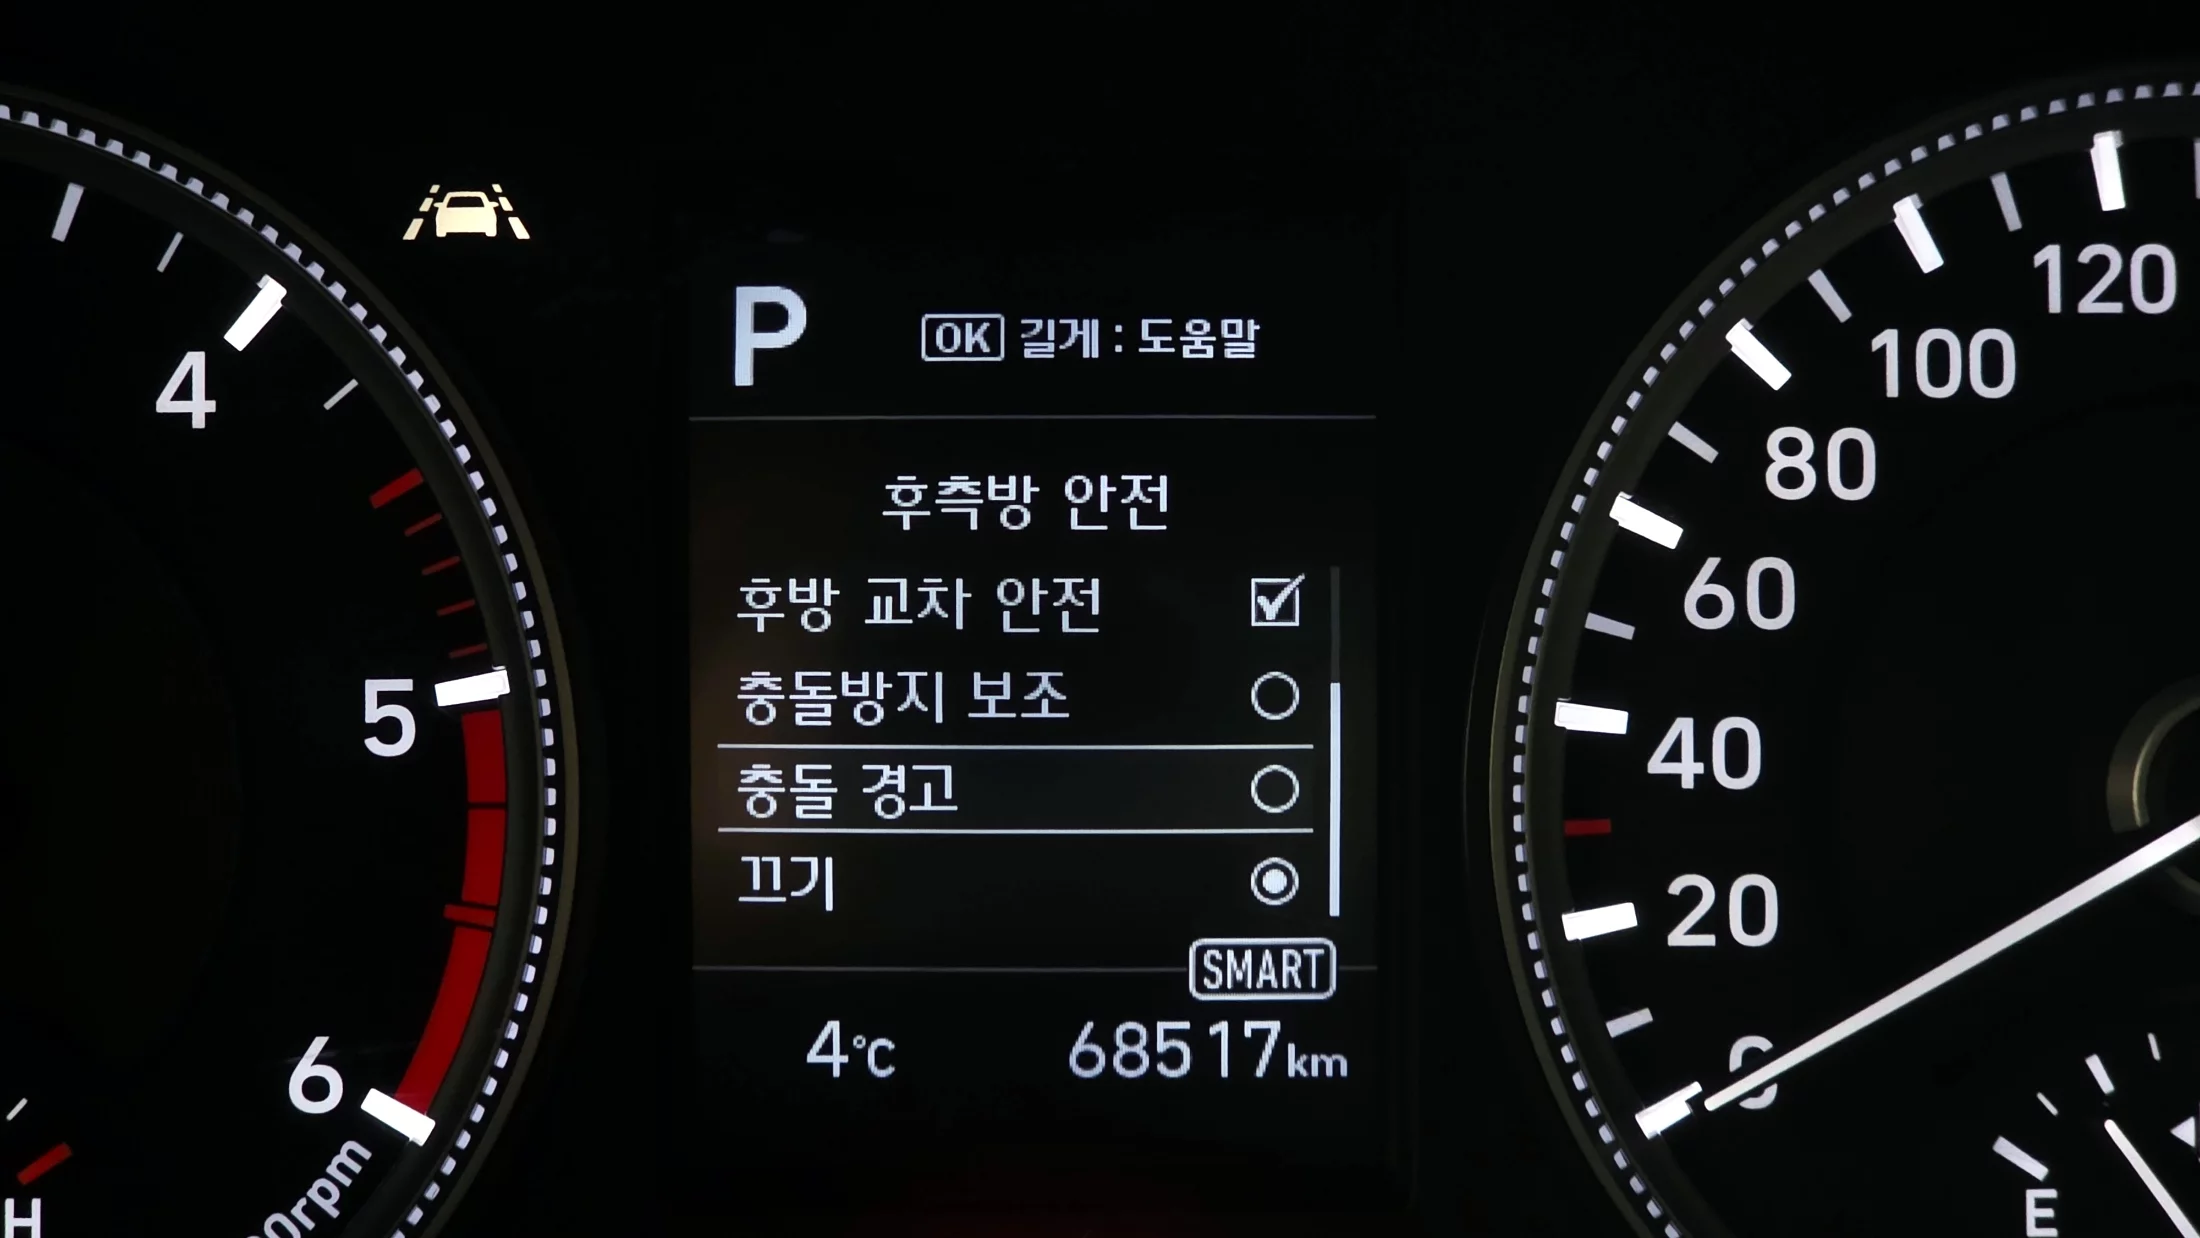 P
OK 길게 : 도움말
후측방 안전
후방 교차 안전
충돌방지 보조
충돌 경고
끄기
SMART
4°C 68517km
4
5
6
H
120
100
80
60
40
20
0
E